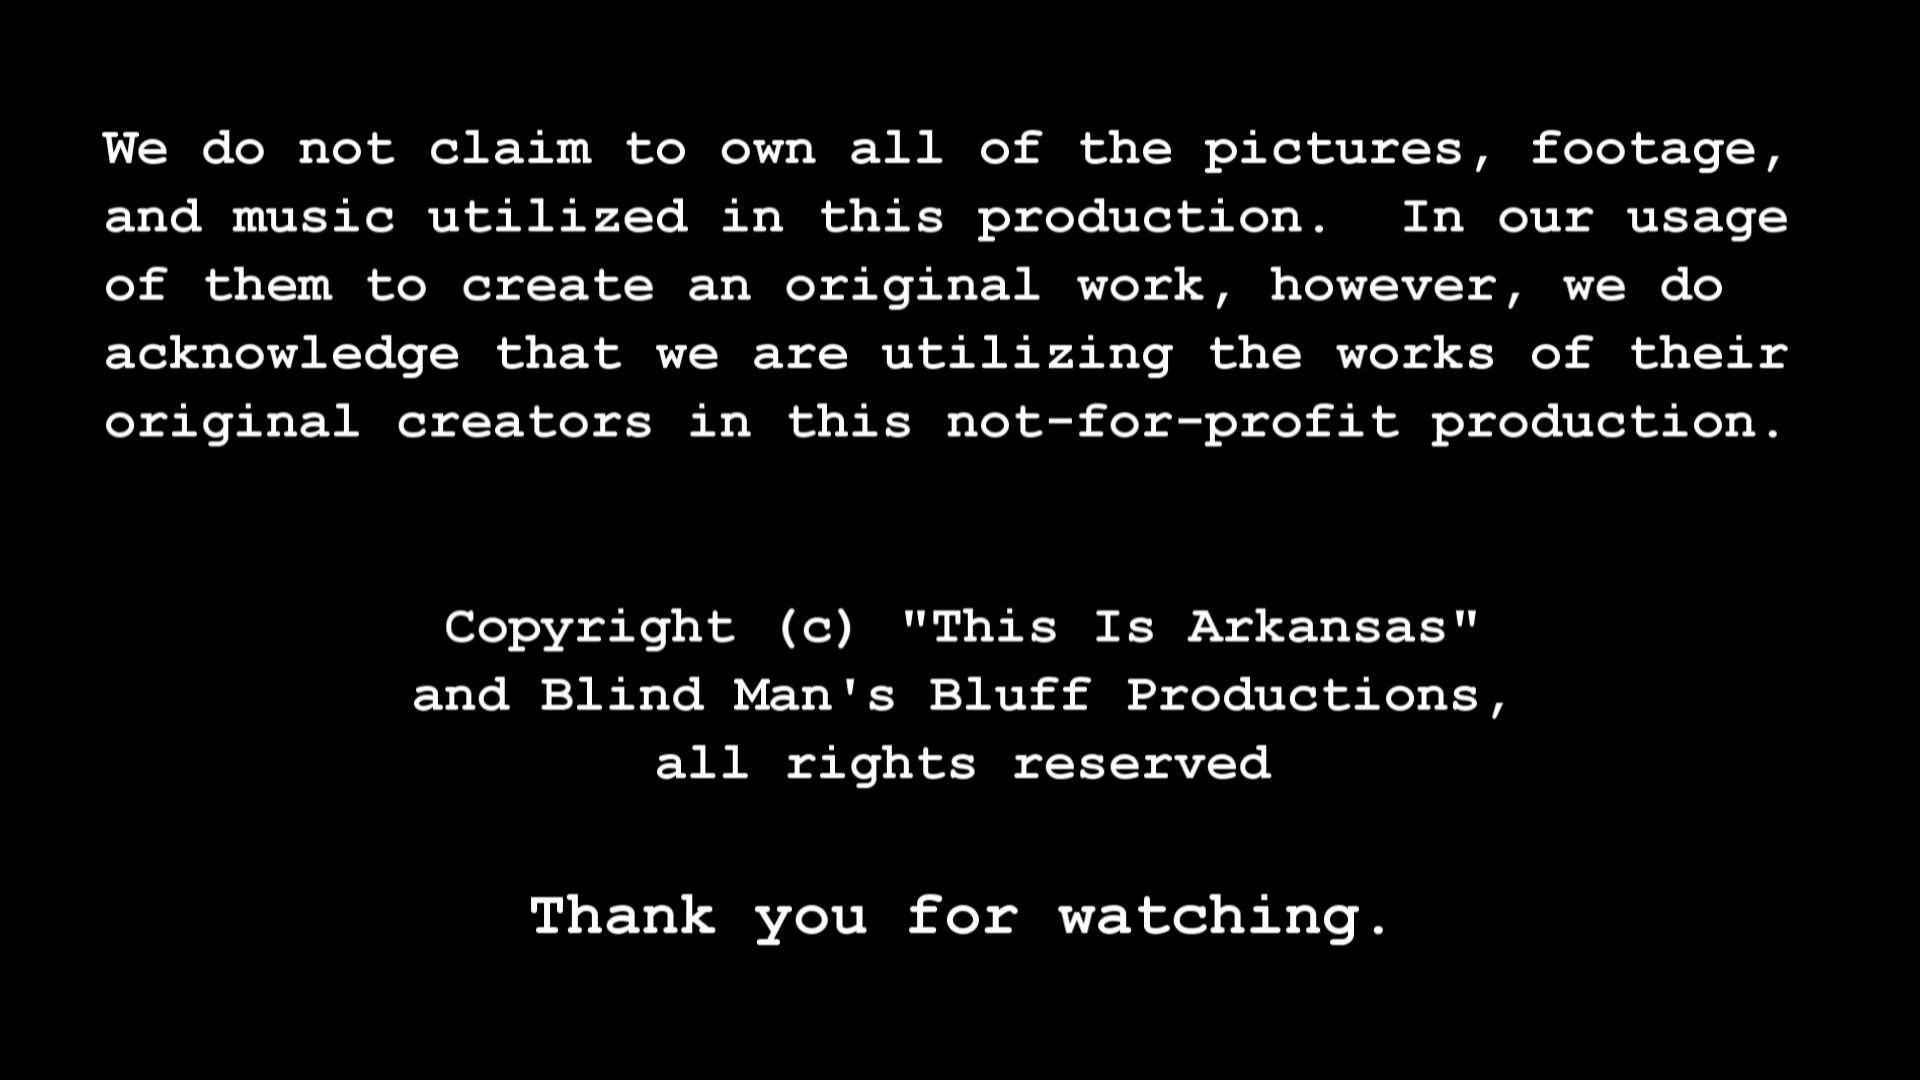 We do not claim to own all of the pictures, footage,
and music utilized in this production.  In our usage
of them to create an original work, however, we do
acknowledge that we are utilizing the works of their
original creators in this not-for-profit production.
Copyright (c) "This Is Arkansas"
and Blind Man's Bluff Productions,
all rights reserved
Thank you for watching.